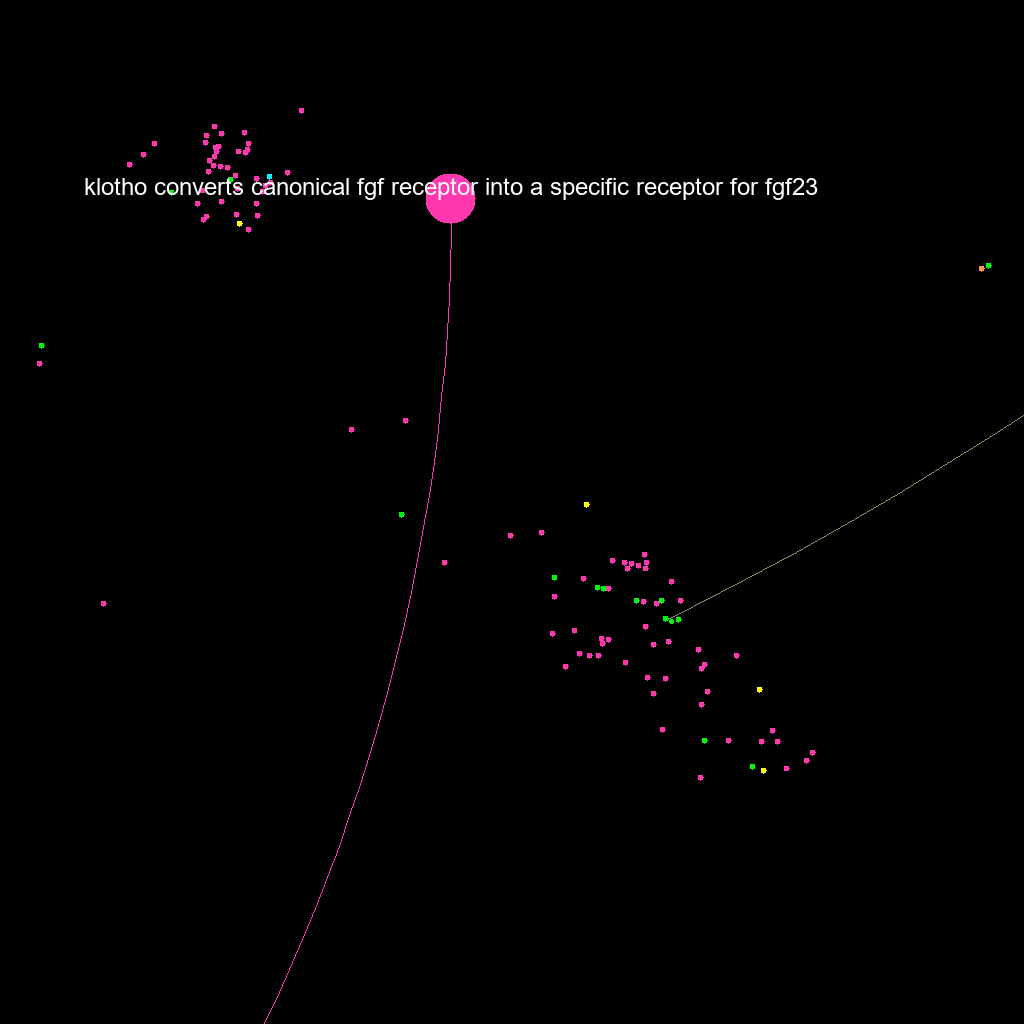 klotho converts canonical fgf receptor into a specific receptor for fgf23